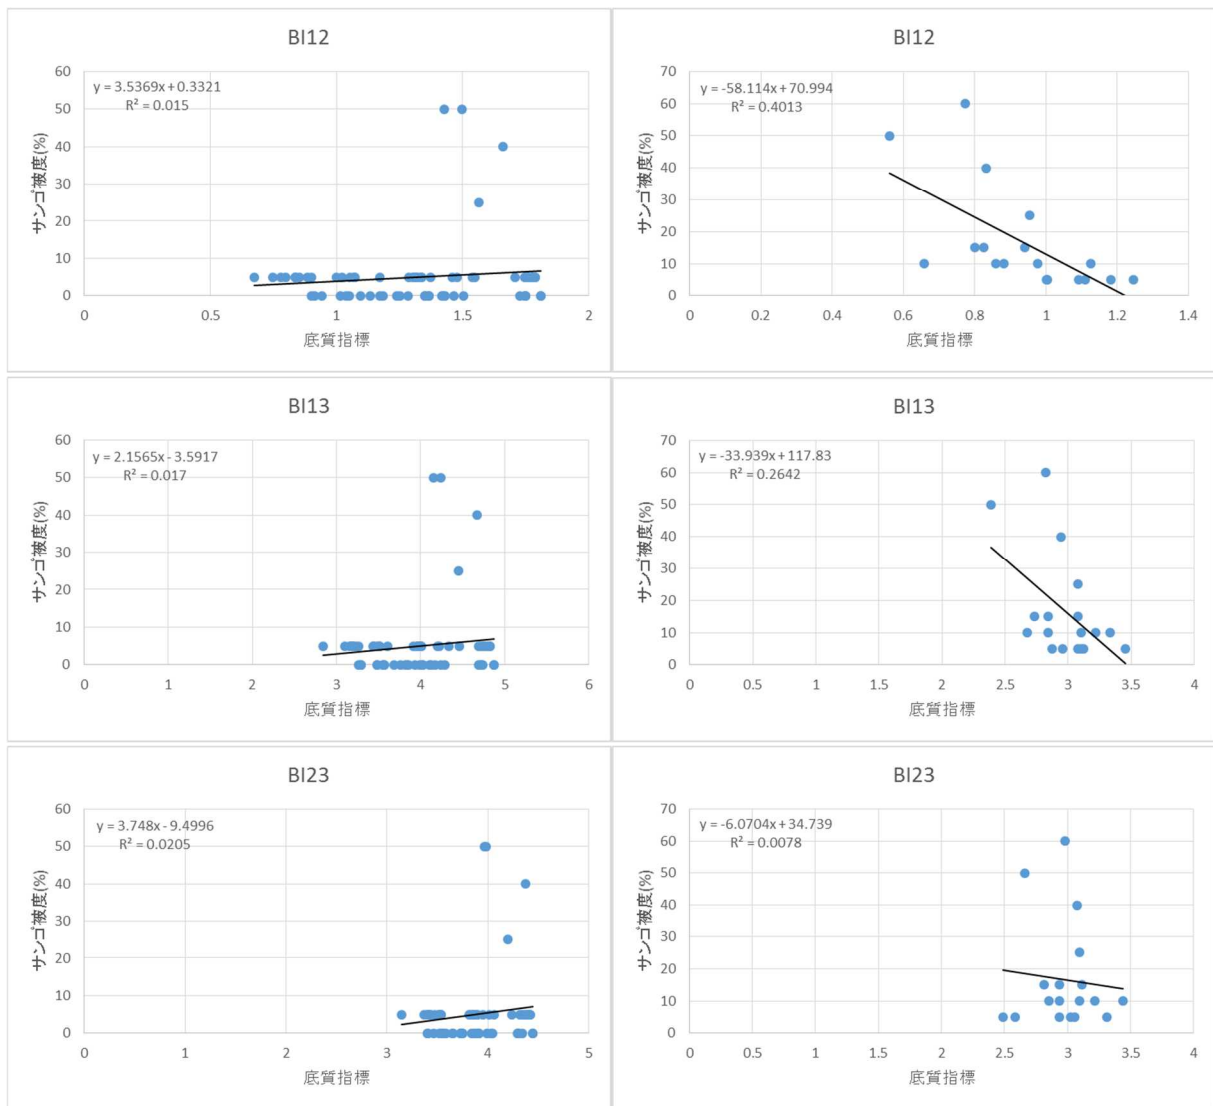 BI12
y = 3.5369x + 0.3321
R² = 0.015
サンゴ被度(%)
60
50
40
30
20
10
0
0 0.5 1 1.5 2
底質指標
BI12
y = -58.114x + 70.994
R² = 0.4013
サンゴ被度(%)
70
60
50
40
30
20
10
0
0 0.2 0.4 0.6 0.8 1 1.2 1.4
底質指標
BI13
y = 2.1565x - 3.5917
R² = 0.017
サンゴ被度(%)
60
50
40
30
20
10
0
0 1 2 3 4 5 6
底質指標
BI13
y = -33.939x + 117.83
R² = 0.2642
サンゴ被度(%)
70
60
50
40
30
20
10
0
0 0.5 1 1.5 2 2.5 3 3.5 4
底質指標
BI23
y = 3.748x - 9.4996
R² = 0.0205
サンゴ被度(%)
60
50
40
30
20
10
0
0 1 2 3 4 5
底質指標
BI23
y = -6.0704x + 34.739
R² = 0.0078
サンゴ被度(%)
70
60
50
40
30
20
10
0
0 0.5 1 1.5 2 2.5 3 3.5 4
底質指標